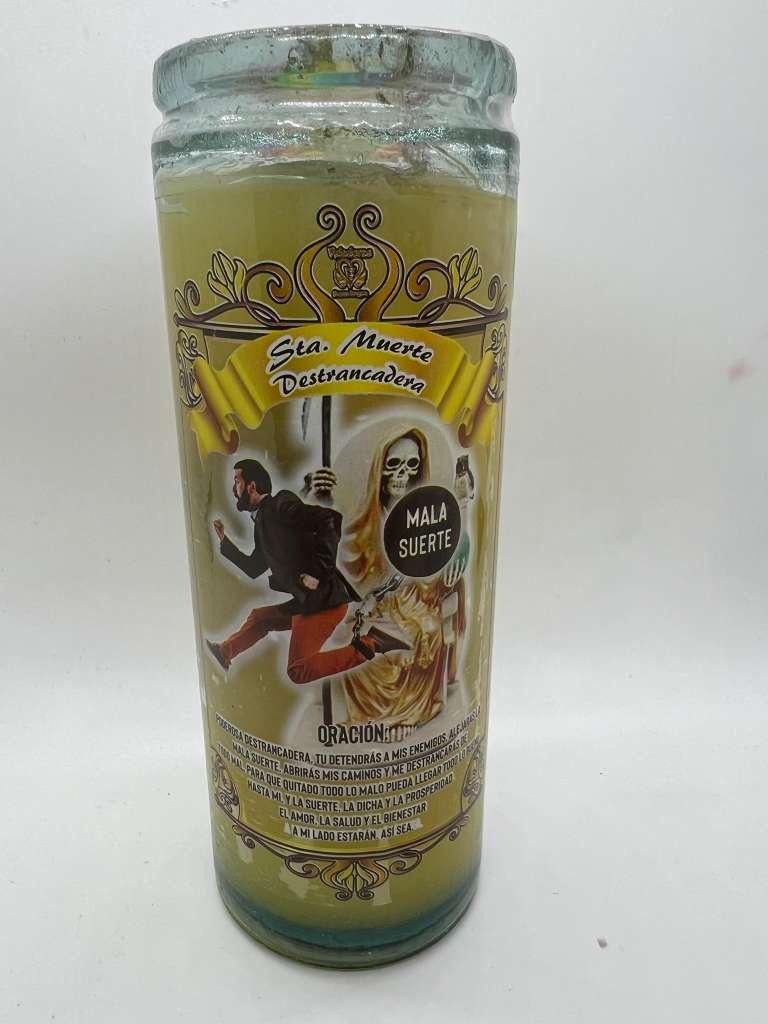 Sta. Muerte
Destrancadera
MALA
SUERTE
ORACIÓN
PODEROSA DESTRANCADERA, TU DETENDRÁS A MIS ENEMIGOS, ALEJARÁS LA
MALA SUERTE, ABRIRÁS MIS CAMINOS Y ME DESTRANCARÁS DE
TODO MAL, PARA QUE QUITADO TODO LO MALO PUEDA LLEGAR TODO LO
HASTA MI, Y LA SUERTE, LA DICHA Y LA PROSPERIDAD,
EL AMOR, LA SALUD Y EL BIENESTAR
A MI LADO ESTARÁN, ASÍ SEA.